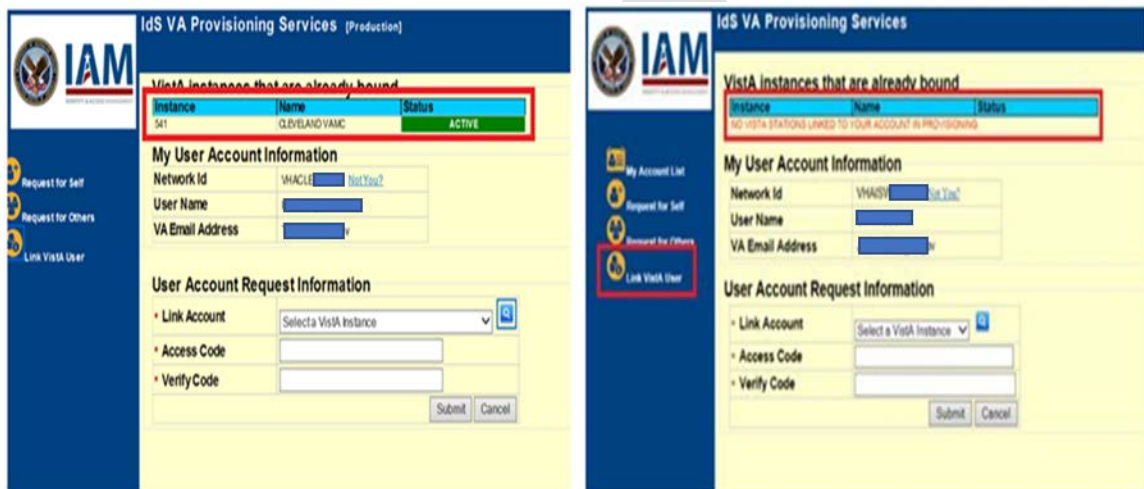 IdS VA Provisioning Services [Production]
IAM
VistA instances that are already bound
Instance Name Status
541 CLEVELAND VAMC ACTIVE
My User Account Information
Network Id VHACLE Not You?
User Name
VA Email Address v
Request for Self
Request for Others
Link VistA User
User Account Request Information
• Link Account Select a VistA Instance
• Access Code
• Verify Code
Submit Cancel
IdS VA Provisioning Services
IAM
VistA instances that are already bound
Instance Name Status
NO VISTA STATIONS LINKED TO YOUR ACCOUNT IN PROVISIONING
My User Account Information
Network Id VHAISV Not You?
User Name
VA Email Address
My Account List
Request for Self
Request for Others
Link VistA User
User Account Request Information
• Link Account Select a VistA Instance
• Access Code
• Verify Code
Submit Cancel